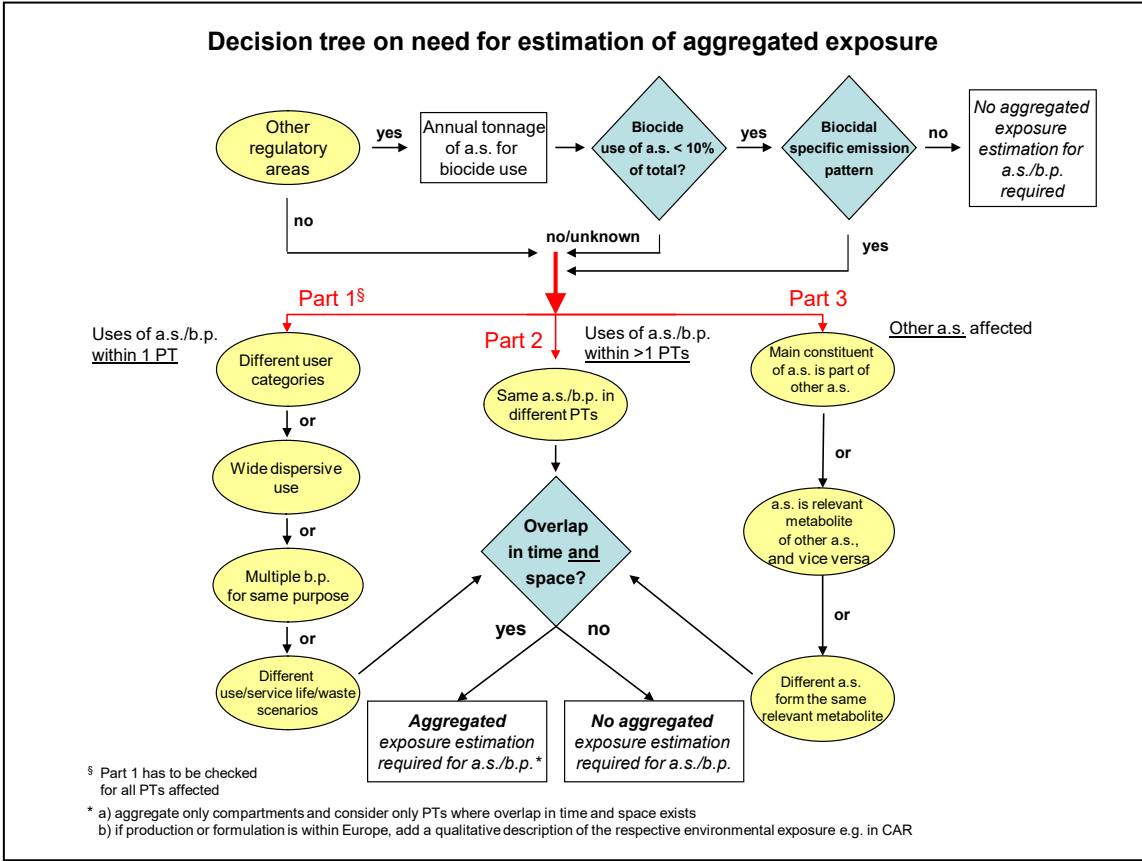 Decision tree on need for estimation of aggregated exposure
Other
regulatory
areas
yes
Annual tonnage
of a.s. for
biocide use
Biocide
use of a.s. < 10%
of total?
yes
Biocidal
specific emission
pattern
no
No aggregated
exposure
estimation for
a.s./b.p.
required
no
no/unknown
yes
Part 1§
Part 2
Part 3
Uses of a.s./b.p.
within 1 PT
Uses of a.s./b.p.
within >1 PTs
Other a.s. affected
Different user
categories
or
Wide dispersive
use
or
Multiple b.p.
for same purpose
or
Different
use/service life/waste
scenarios
Same a.s./b.p. in
different PTs
Overlap
in time and
space?
yes
no
Aggregated
exposure estimation
required for a.s./b.p.*
No aggregated
exposure estimation
required for a.s./b.p.
Main constituent
of a.s. is part of
other a.s.
or
a.s. is relevant
metabolite
of other a.s.,
and vice versa
or
Different a.s.
form the same
relevant metabolite
§ Part 1 has to be checked
for all PTs affected
* a) aggregate only compartments and consider only PTs where overlap in time and space exists
b) if production or formulation is within Europe, add a qualitative description of the respective environmental exposure e.g. in CAR